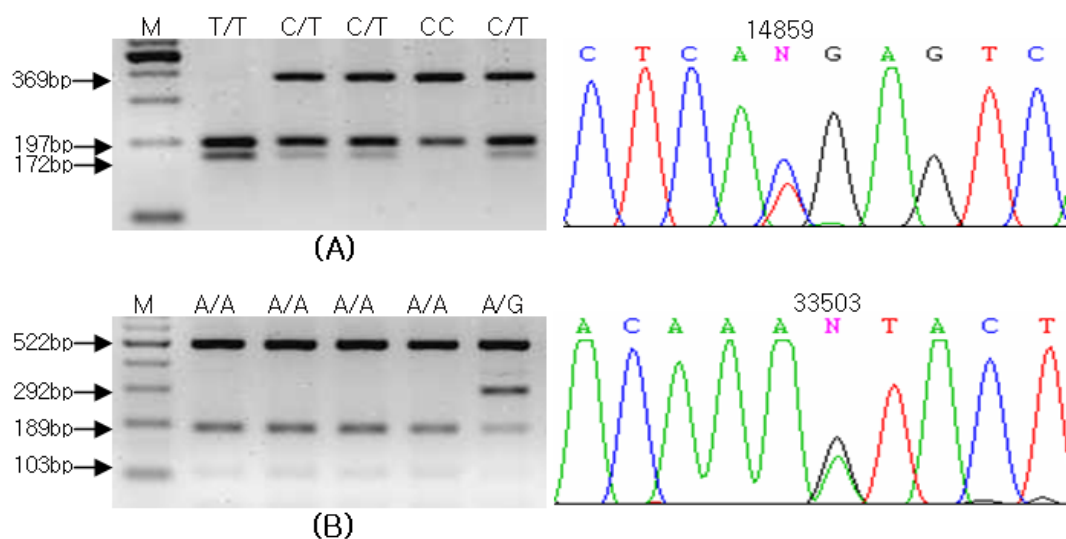 M T/T C/T C/T CC C/T
369bp
197bp
172bp
(A)
14859
C T C A N G A G T C
M A/A A/A A/A A/A A/G
522bp
292bp
189bp
103bp
(B)
33503
A C A A A N T A C T